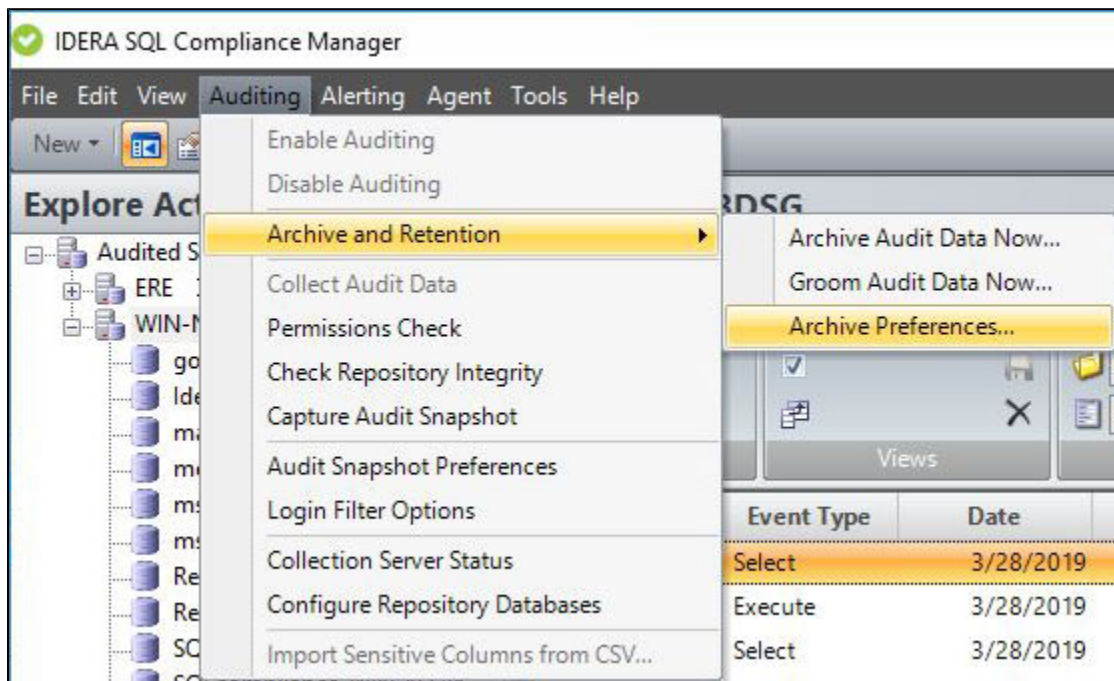 IDERA SQL Compliance Manager
File Edit View Auditing Alerting Agent Tools Help
New
Enable Auditing
Disable Auditing
Explore
Archive and Retention
Archive Audit Data Now...
Groom Audit Data Now...
Archive Preferences...
Audited
Collect Audit Data
ERE
Permissions Check
Check Repository Integrity
Capture Audit Snapshot
Views
Audit Snapshot Preferences
Login Filter Options
Event Type Date
Collection Server Status
Select 3/28/2019
Configure Repository Databases
Execute 3/28/2019
Import Sensitive Columns from CSV...
Select 3/28/2019